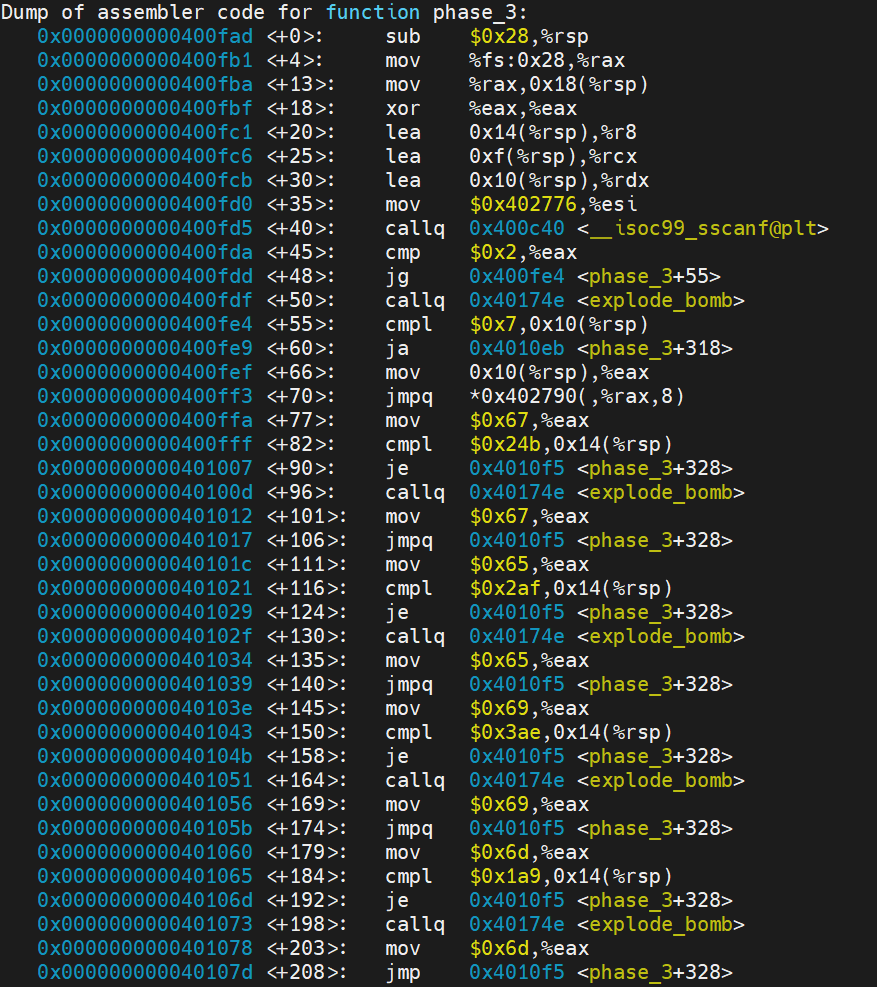 Dump of assembler code for function phase_3:
0x0000000000400fad <+0>: sub $0x28,%rsp
0x0000000000400fb1 <+4>: mov %fs:0x28,%rax
0x0000000000400fba <+13>: mov %rax,0x18(%rsp)
0x0000000000400fbf <+18>: xor %eax,%eax
0x0000000000400fc1 <+20>: lea 0x14(%rsp),%r8
0x0000000000400fc6 <+25>: lea 0xf(%rsp),%rcx
0x0000000000400fcb <+30>: lea 0x10(%rsp),%rdx
0x0000000000400fd0 <+35>: mov $0x402776,%esi
0x0000000000400fd5 <+40>: callq 0x400c40 <__isoc99_sscanf@plt>
0x0000000000400fda <+45>: cmp $0x2,%eax
0x0000000000400fdd <+48>: jg 0x400fe4 <phase_3+55>
0x0000000000400fdf <+50>: callq 0x40174e <explode_bomb>
0x0000000000400fe4 <+55>: cmpl $0x7,0x10(%rsp)
0x0000000000400fe9 <+60>: ja 0x4010eb <phase_3+318>
0x0000000000400fef <+66>: mov 0x10(%rsp),%eax
0x0000000000400ff3 <+70>: jmpq *0x402790(,%rax,8)
0x0000000000400ffa <+77>: mov $0x67,%eax
0x0000000000400fff <+82>: cmpl $0x24b,0x14(%rsp)
0x0000000000401007 <+90>: je 0x4010f5 <phase_3+328>
0x000000000040100d <+96>: callq 0x40174e <explode_bomb>
0x0000000000401012 <+101>: mov $0x67,%eax
0x0000000000401017 <+106>: jmpq 0x4010f5 <phase_3+328>
0x000000000040101c <+111>: mov $0x65,%eax
0x0000000000401021 <+116>: cmpl $0x2af,0x14(%rsp)
0x0000000000401029 <+124>: je 0x4010f5 <phase_3+328>
0x000000000040102f <+130>: callq 0x40174e <explode_bomb>
0x0000000000401034 <+135>: mov $0x65,%eax
0x0000000000401039 <+140>: jmpq 0x4010f5 <phase_3+328>
0x000000000040103e <+145>: mov $0x69,%eax
0x0000000000401043 <+150>: cmpl $0x3ae,0x14(%rsp)
0x000000000040104b <+158>: je 0x4010f5 <phase_3+328>
0x0000000000401051 <+164>: callq 0x40174e <explode_bomb>
0x0000000000401056 <+169>: mov $0x69,%eax
0x000000000040105b <+174>: jmpq 0x4010f5 <phase_3+328>
0x0000000000401060 <+179>: mov $0x6d,%eax
0x0000000000401065 <+184>: cmpl $0x1a9,0x14(%rsp)
0x000000000040106d <+192>: je 0x4010f5 <phase_3+328>
0x0000000000401073 <+198>: callq 0x40174e <explode_bomb>
0x0000000000401078 <+203>: mov $0x6d,%eax
0x000000000040107d <+208>: jmp 0x4010f5 <phase_3+328>